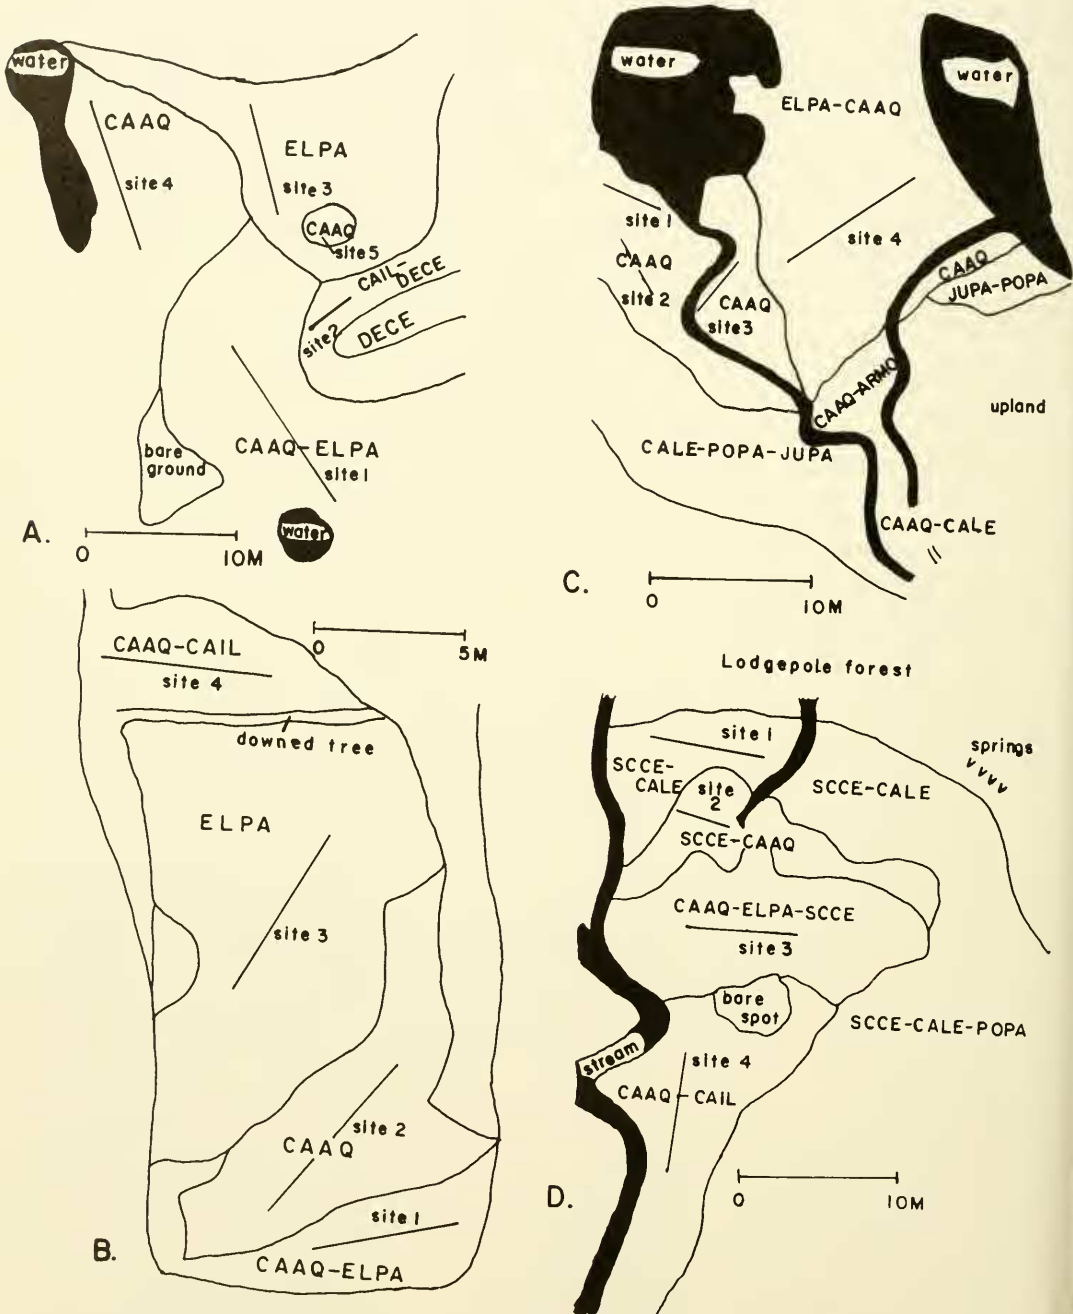 water
CAAQ
site 4
ELPA
site 3
CAAQ
site 5
CAIL-DECE
site 2
DECE
bare
ground
CAAQ-ELPA
site 1
water
A.
0 10M
water
water
ELPA-CAAQ
site 1
CAAQ
site 2
CAAQ
site 3
site 4
CAAQ
JUPA-POPA
CAAQ-ARMO
upland
CALE-POPA-JUPA
CAAQ-CALE
C.
0 10M
CAAQ-CAIL
site 4
0 5M
downed tree
ELPA
site 3
site 2
CAAQ
site 1
CAAQ-ELPA
B.
Lodgepole forest
site 1
springs
SCCE-
CALE
site
2
SCCE-CALE
SCCE-CAAQ
CAAQ-ELPA-SCCE
site 3
bare
spot
SCCE-CALE-POPA
stream
site 4
CAAQ-CAIL
D.
0 10M